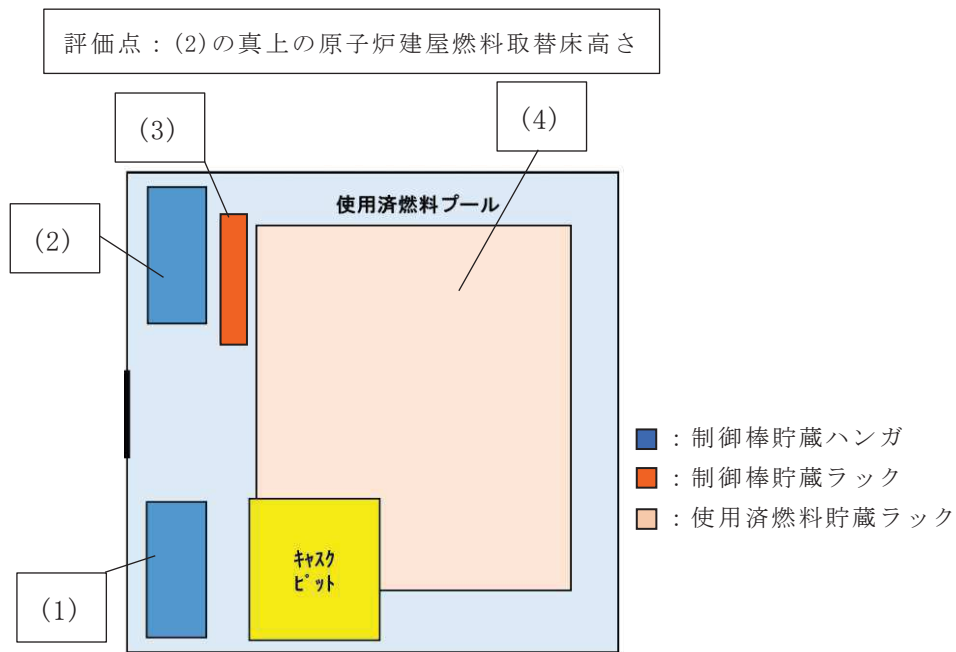 評価点：(2)の真上の原子炉建屋燃料取替床高さ
(3)
(4)
使用済燃料プール
(2)
：制御棒貯蔵ハンガ
：制御棒貯蔵ラック
：使用済燃料貯蔵ラック
キャスク
ピット
(1)